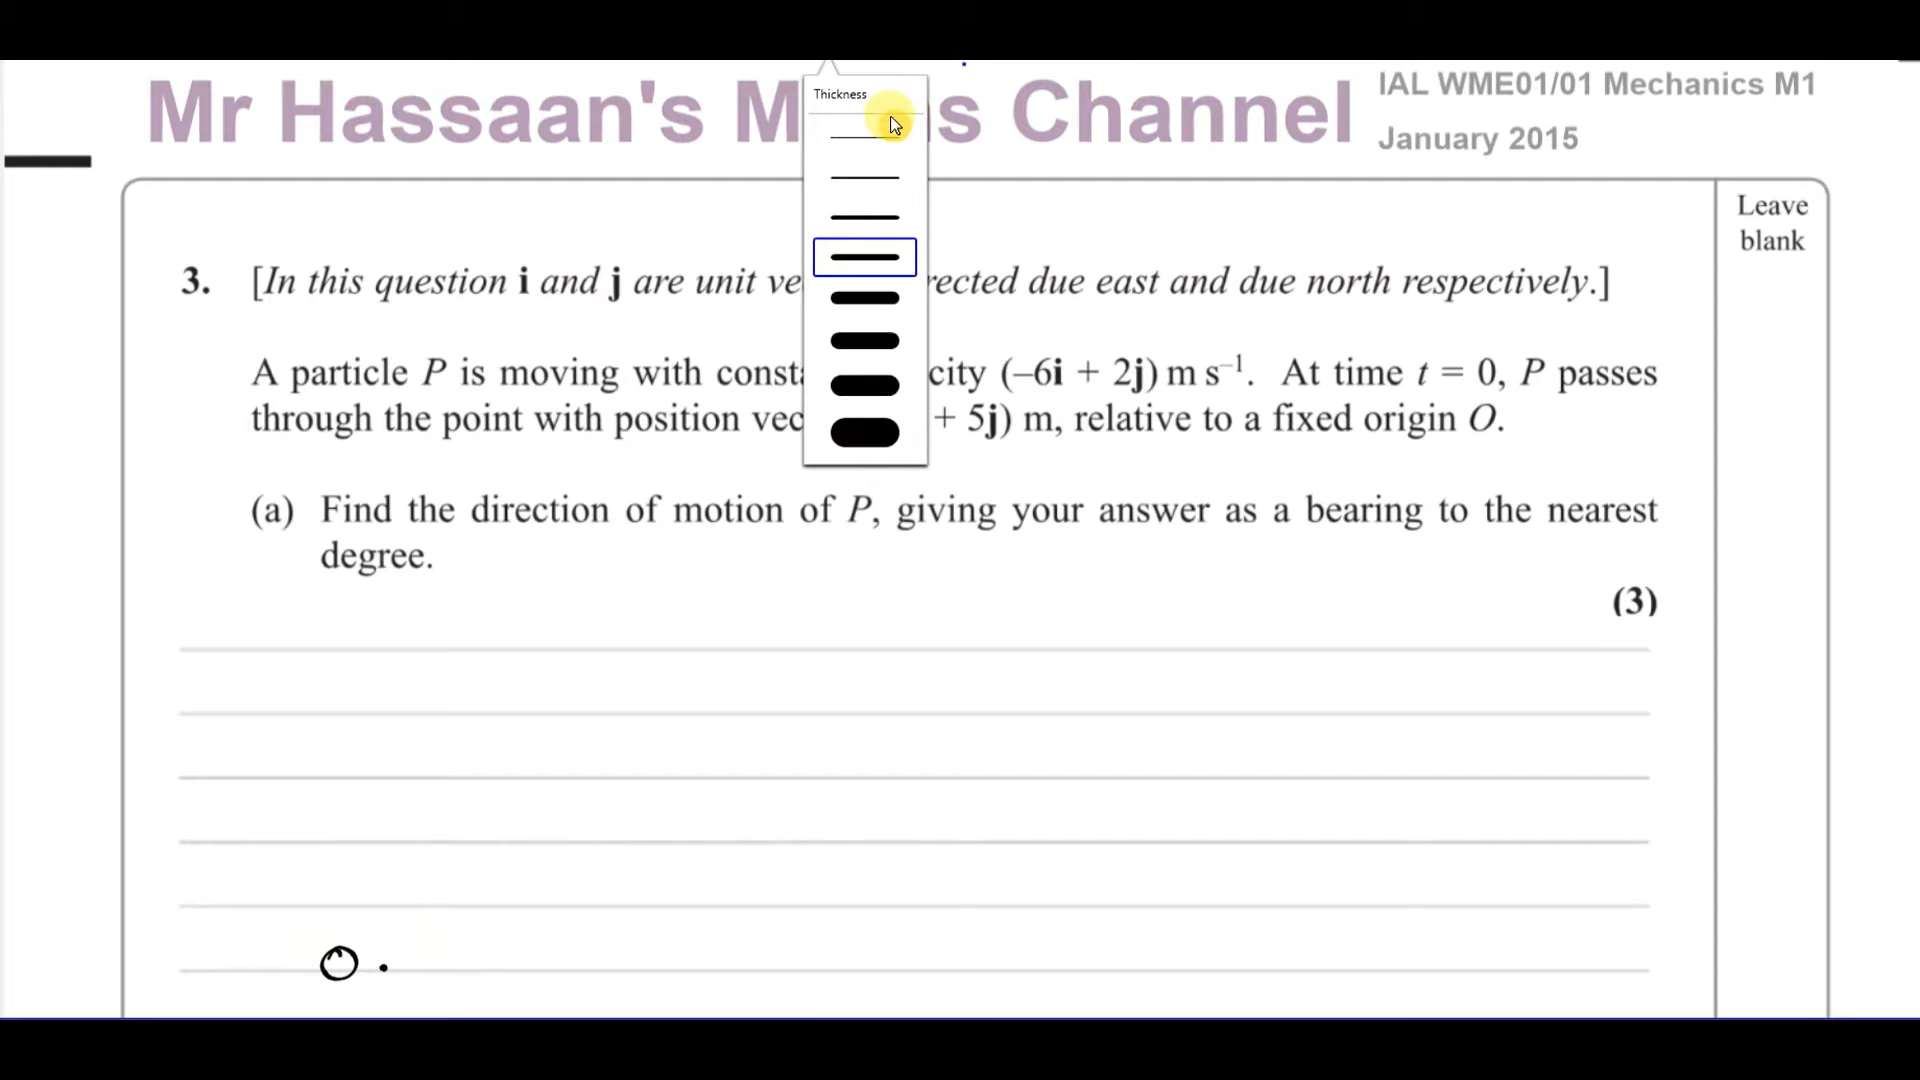 Mr Hassaan's M s Channel
IAL WME01/01 Mechanics M1
January 2015
Thickness
Leave
blank
3. [In this question i and j are unit ve rected due east and due north respectively.]
A particle P is moving with const city (–6i + 2j) m s⁻¹. At time t = 0, P passes
through the point with position vec + 5j) m, relative to a fixed origin O.
(a) Find the direction of motion of P, giving your answer as a bearing to the nearest
degree.
(3)
O .